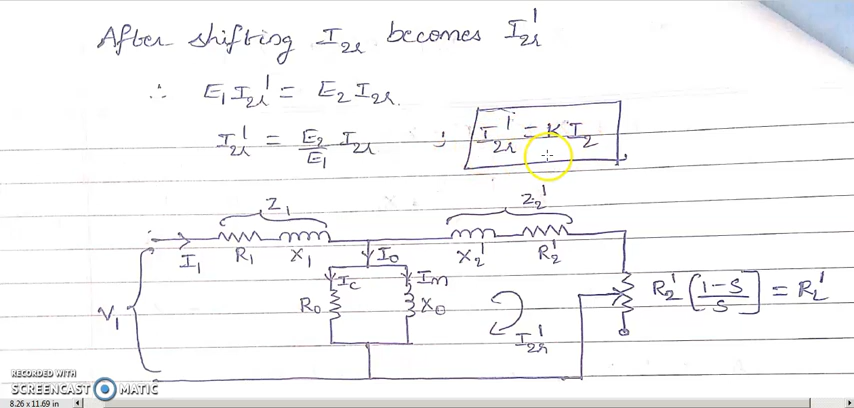 After shifting I2r becomes I2r'
∴ E1 I2r' = E2 I2r.
I2r' = E2/E1 I2r ; I2r' = K I2
Z1 Z2'
I1 R1 X1 I0 X2' R2'
Ic Im
R0 X0
V1
R2' (1-S/S) = RL'
I2r'
RECORDED WITH
SCREENCAST MATIC
8.26 x 11.69 in